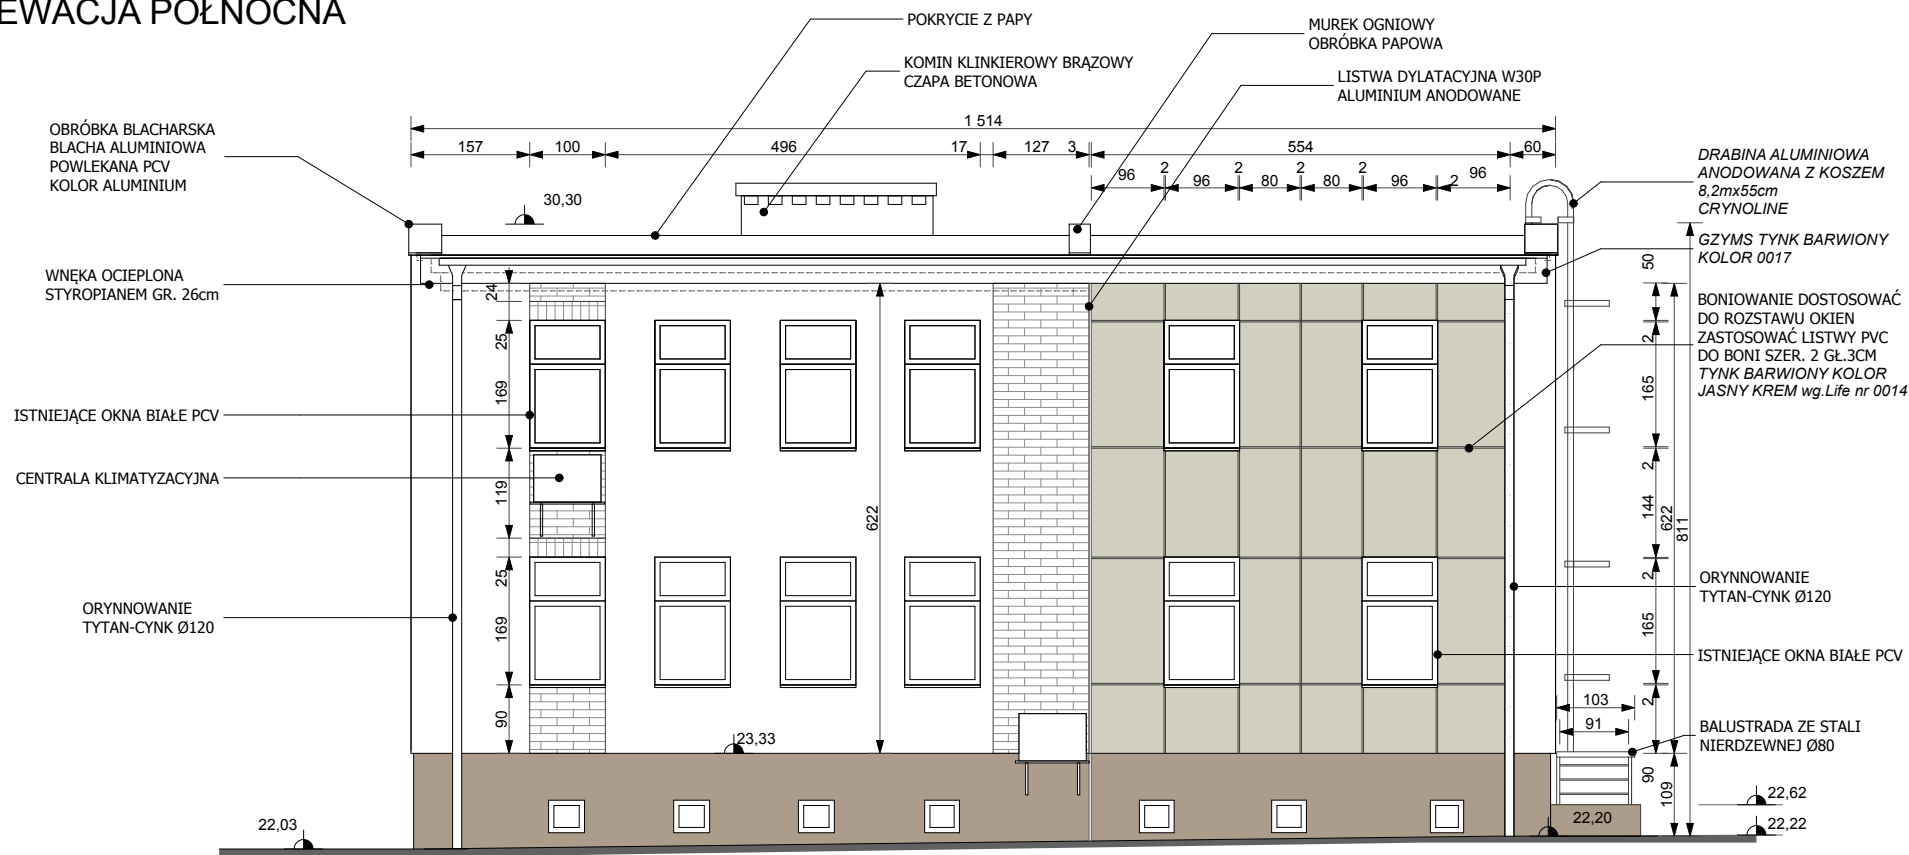 EWACJA PÓŁNOCNA
POKRYCIE Z PAPY
MUREK OGNIOWY
OBRÓBKA PAPOWA
KOMIN KLINKIEROWY BRĄZOWY
CZAPA BETONOWA
LISTWA DYLATACYJNA W30P
ALUMINIUM ANODOWANE
OBRÓBKA BLACHARSKA
BLACHA ALUMINIOWA
POWLEKANA PCV
KOLOR ALUMINIUM
1 514
157 100 496 17 127 3 554 60
96 2 96 2 80 2 80 2 96 2 96
DRABINA ALUMINIOWA
ANODOWANA Z KOSZEM
8,2mx55cm
CRYNOLINE
30,30
GZYMS TYNK BARWIONY
KOLOR 0017
WNĘKA OCIEPLONA
STYROPIANEM GR. 26cm
BONIOWANIE DOSTOSOWAĆ
DO ROZSTAWU OKIEN
ZASTOSOWAĆ LISTWY PVC
DO BONI SZER. 2 GŁ.3CM
TYNK BARWIONY KOLOR
JASNY KREM wg.Life nr 0014
24
25
169
119
25
169
90
622
50
2
165
2
144
2
165
2
90
622
109
811
ISTNIEJĄCE OKNA BIAŁE PCV
CENTRALA KLIMATYZACYJNA
ORYNNOWANIE
TYTAN-CYNK Ø120
ORYNNOWANIE
TYTAN-CYNK Ø120
ISTNIEJĄCE OKNA BIAŁE PCV
103
91
BALUSTRADA ZE STALI
NIERDZEWNEJ Ø80
23,33
22,62
22,03
22,20
22,22